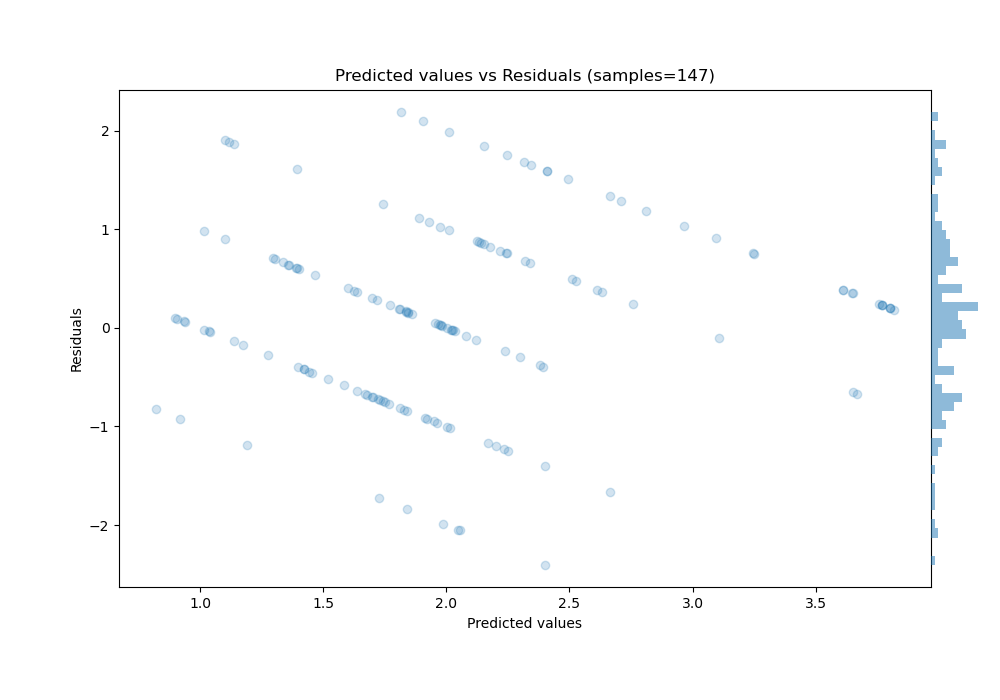 Predicted values vs Residuals (samples=147)
2
1
0
−1
−2
Residuals
1.0 1.5 2.0 2.5 3.0 3.5
Predicted values